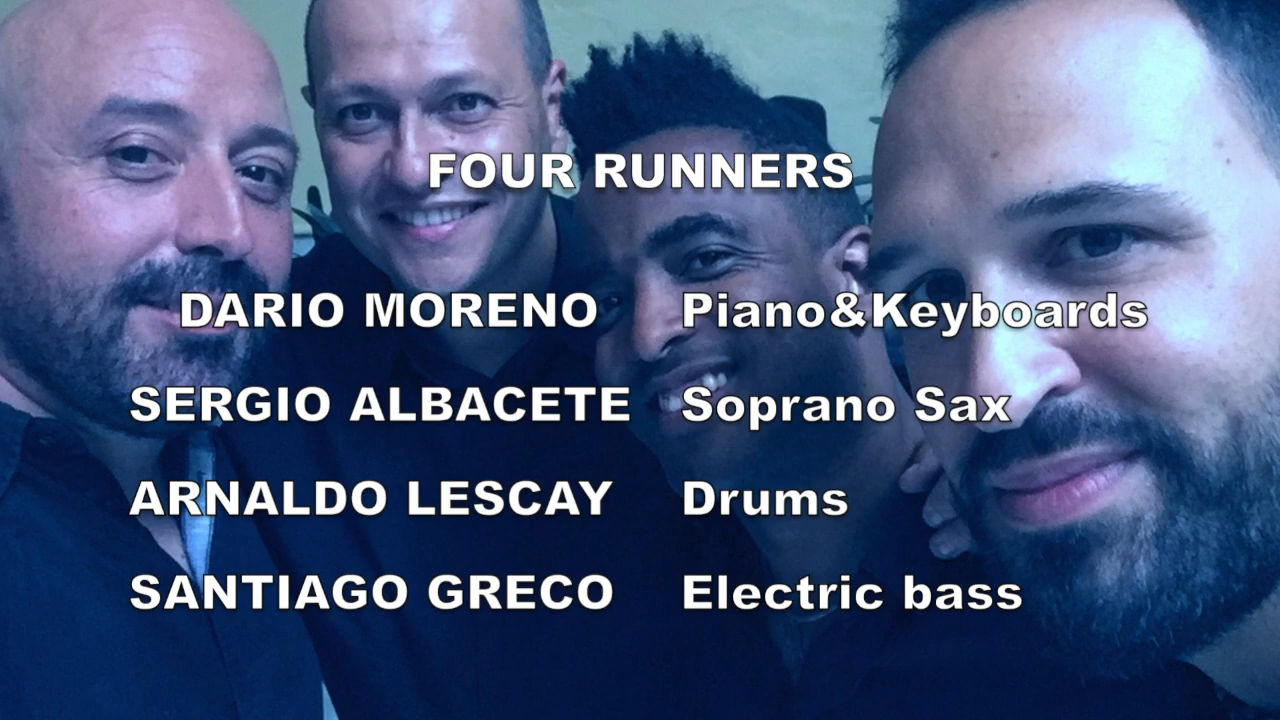 FOUR RUNNERS
DARIO MORENO Piano&Keyboards
SERGIO ALBACETE Soprano Sax
ARNALDO LESCAY Drums
SANTIAGO GRECO Electric bass